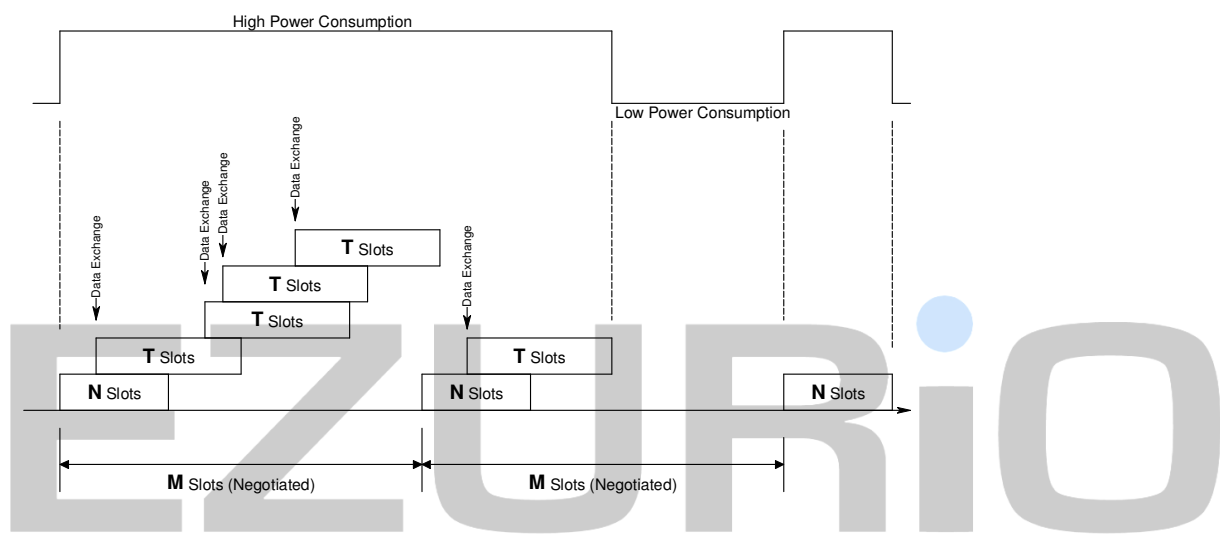 High Power Consumption
Low Power Consumption
Data Exchange
Data Exchange
Data Exchange
Data Exchange
Data Exchange
T Slots
T Slots
T Slots
T Slots
T Slots
N Slots
N Slots
N Slots
M Slots (Negotiated)
M Slots (Negotiated)
EZURiO